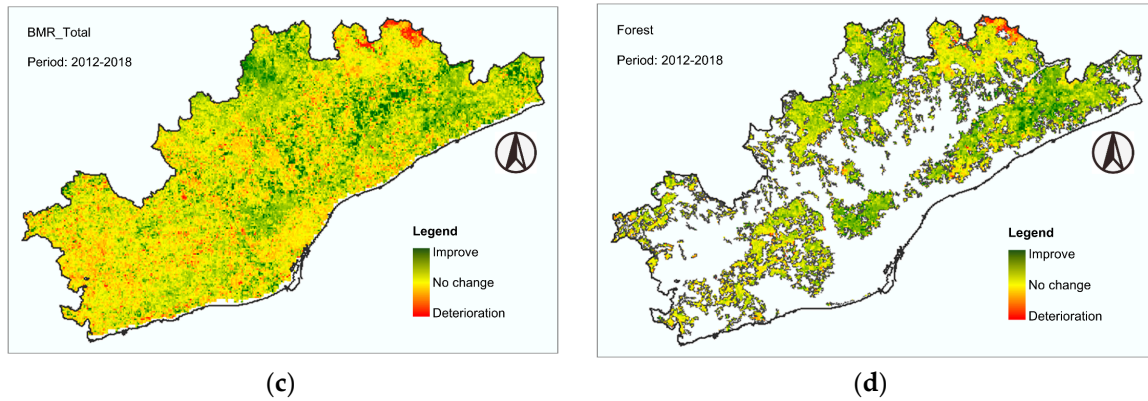 BMR_Total
Period: 2012-2018
Legend
Improve
No change
Deterioration
(c)
Forest
Period: 2012-2018
Legend
Improve
No change
Deterioration
(d)